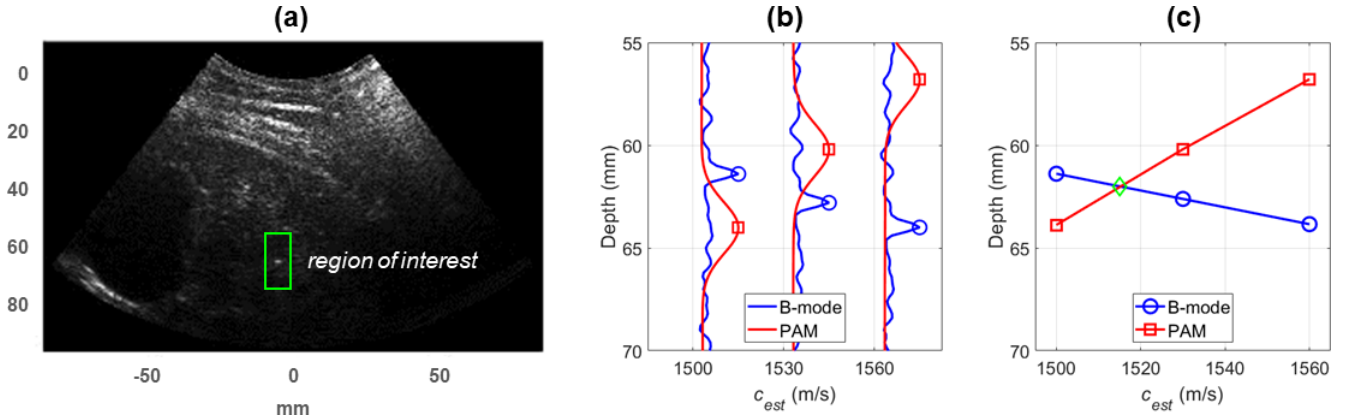 (a)
0
20
40
60
80
-50
0
50
mm
region of interest
(b)
55
60
65
70
Depth (mm)
1500
1530
1560
c_est (m/s)
B-mode
PAM
(c)
55
60
65
70
Depth (mm)
1500
1520
1540
1560
c_est (m/s)
B-mode
PAM